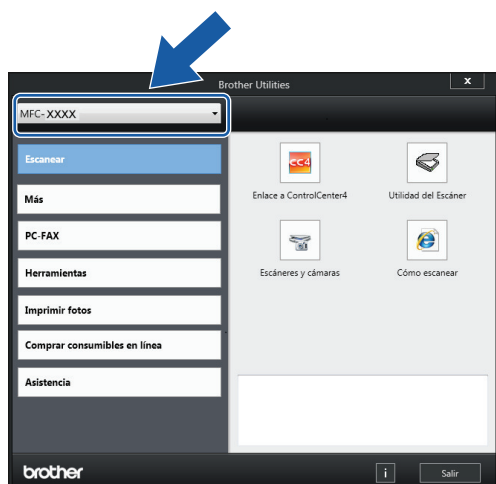 Brother Utilities
x
MFC-XXXX
Escanear
Más
PC-FAX
Herramientas
Imprimir fotos
Comprar consumibles en línea
Asistencia
CC4
Enlace a ControlCenter4
Utilidad del Escáner
Escáneres y cámaras
Cómo escanear
brother
i
Salir